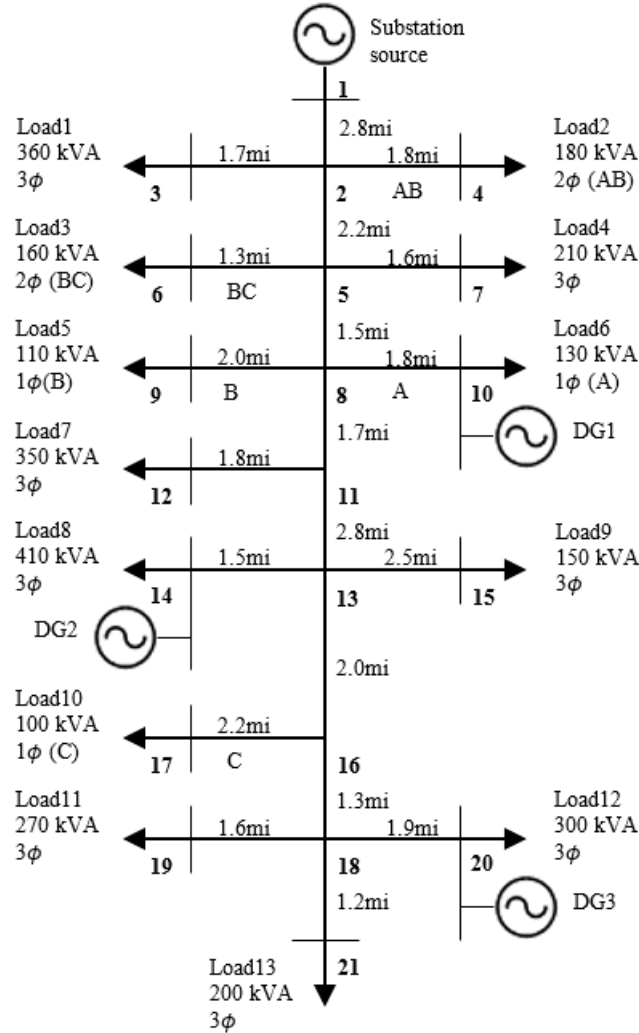 Substation
source
1
2.8mi
Load1
360 kVA
3ϕ
1.7mi
1.8mi
Load2
180 kVA
2ϕ (AB)
3
2
AB
4
Load3
160 kVA
2ϕ (BC)
2.2mi
1.3mi
1.6mi
Load4
210 kVA
3ϕ
6
BC
5
7
Load5
110 kVA
1ϕ(B)
1.5mi
2.0mi
1.8mi
Load6
130 kVA
1ϕ (A)
9
B
8
A
10
DG1
1.7mi
Load7
350 kVA
3ϕ
1.8mi
12
11
Load8
410 kVA
3ϕ
2.8mi
1.5mi
2.5mi
Load9
150 kVA
3ϕ
14
13
15
DG2
2.0mi
Load10
100 kVA
1ϕ (C)
2.2mi
17
C
16
Load11
270 kVA
3ϕ
1.3mi
1.6mi
1.9mi
Load12
300 kVA
3ϕ
19
18
20
DG3
1.2mi
21
Load13
200 kVA
3ϕ